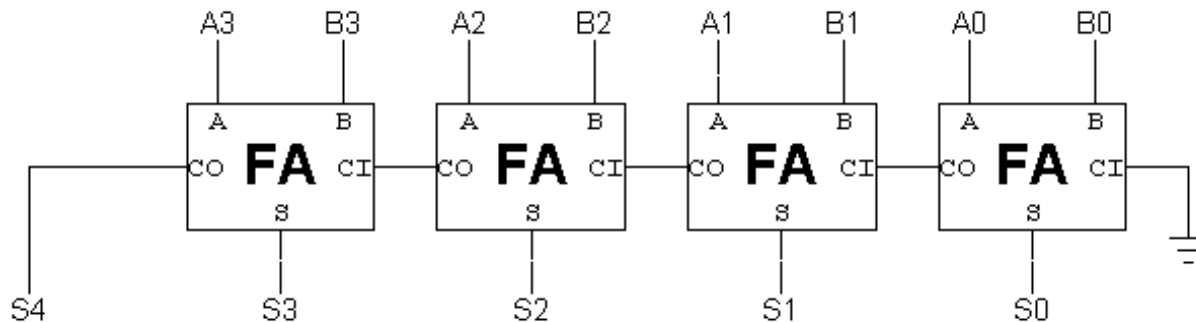 A3 B3 A2 B2 A1 B1 A0 B0
A B A B A B A B
CO FA CI CO FA CI CO FA CI CO FA CI
S S S S
S4 S3 S2 S1 S0